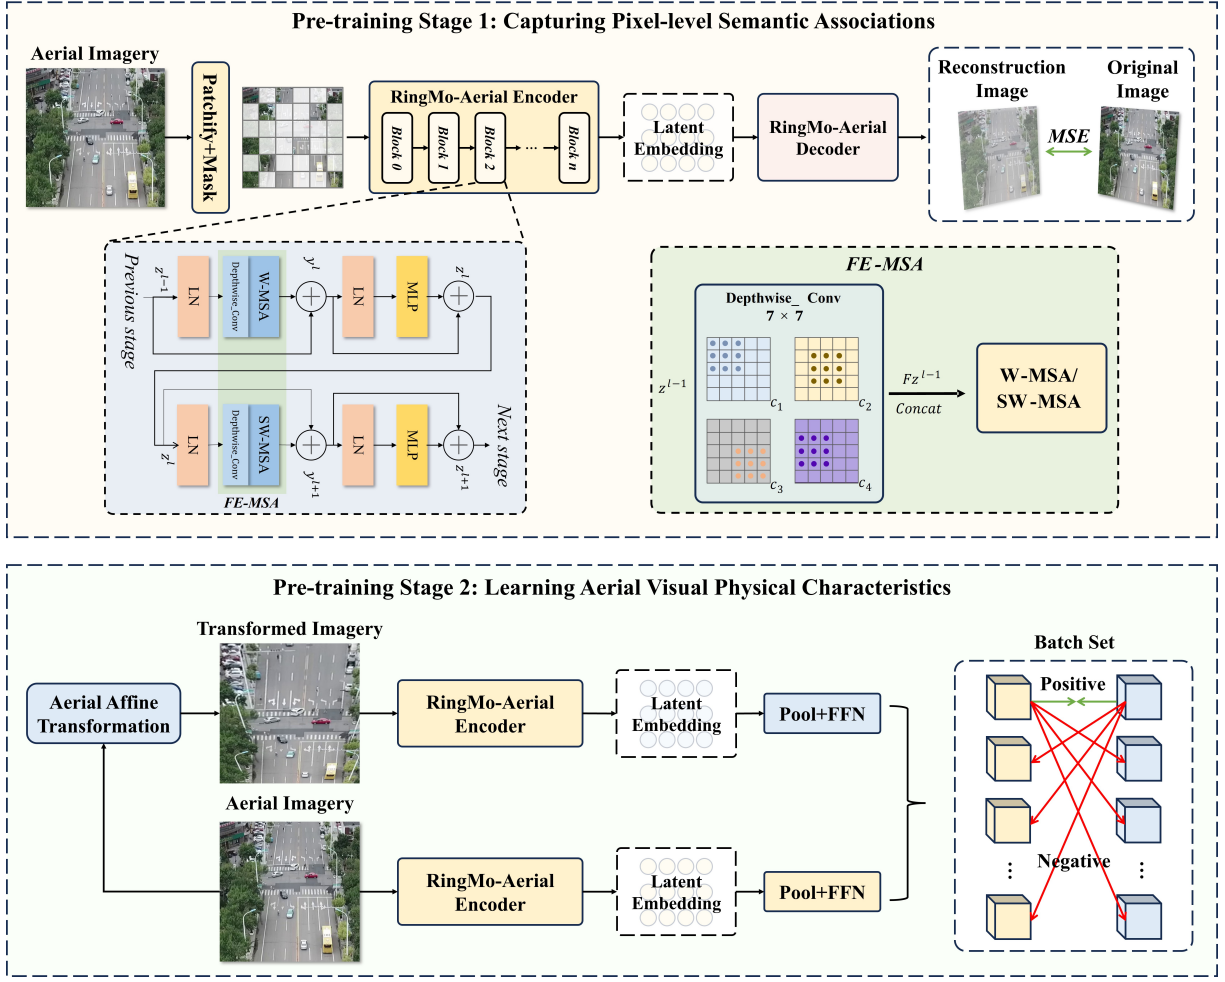 Pre-training Stage 1: Capturing Pixel-level Semantic Associations
Aerial Imagery
Patchify+Mask
RingMo-Aerial Encoder
Block 0
Block 1
Block 2
...
Block n
Latent
Embedding
RingMo-Aerial
Decoder
Reconstruction
Image
Original
Image
MSE
Previous stage
z^{l-1}
LN
Depthwise_Conv
W-MSA
y^l
LN
MLP
z^l
z^l
LN
Depthwise_Conv
SW-MSA
y^{l+1}
LN
MLP
z^{l+1}
Next stage
FE-MSA
FE-MSA
Depthwise_ Conv
7 × 7
z^{l-1}
c_1
c_2
c_3
c_4
Fz^{l-1}
Concat
W-MSA/
SW-MSA
Pre-training Stage 2: Learning Aerial Visual Physical Characteristics
Transformed Imagery
Aerial Affine
Transformation
RingMo-Aerial
Encoder
Latent
Embedding
Pool+FFN
Aerial Imagery
RingMo-Aerial
Encoder
Latent
Embedding
Pool+FFN
Batch Set
Positive
Negative
...
...